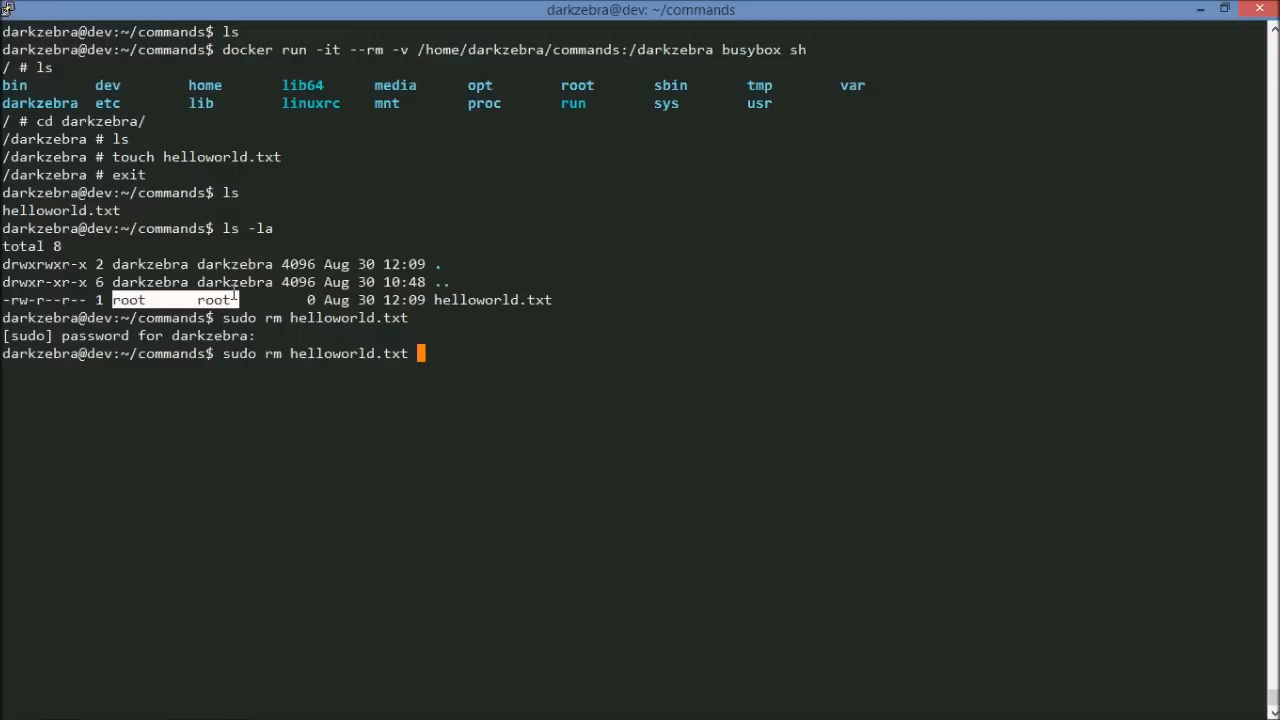 darkzebra@dev: ~/commands
darkzebra@dev:~/commands$ ls
darkzebra@dev:~/commands$ docker run -it --rm -v /home/darkzebra/commands:/darkzebra busybox sh
/ # ls
bin dev home lib64 media opt root sbin tmp var
darkzebra etc lib linuxrc mnt proc run sys usr
/ # cd darkzebra/
/darkzebra # ls
/darkzebra # touch helloworld.txt
/darkzebra # exit
darkzebra@dev:~/commands$ ls
helloworld.txt
darkzebra@dev:~/commands$ ls -la
total 8
drwxrwxr-x 2 darkzebra darkzebra 4096 Aug 30 12:09 .
drwxr-xr-x 6 darkzebra darkzebra 4096 Aug 30 10:48 ..
-rw-r--r-- 1 root root 0 Aug 30 12:09 helloworld.txt
darkzebra@dev:~/commands$ sudo rm helloworld.txt
[sudo] password for darkzebra:
darkzebra@dev:~/commands$ sudo rm helloworld.txt